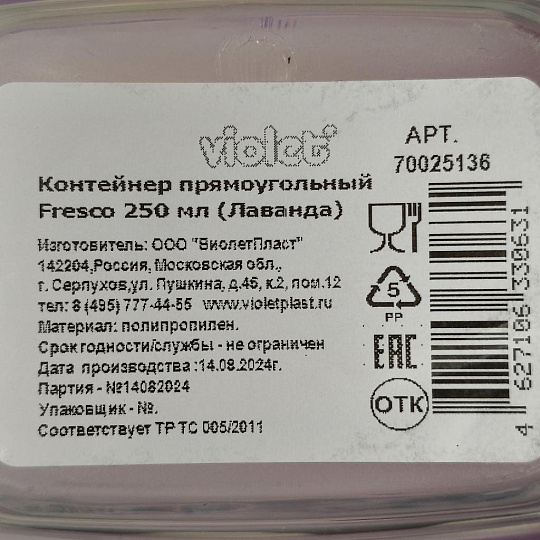 violet®
АРТ.
70025136
Контейнер прямоугольный
Fresco 250 мл (Лаванда)
Изготовитель: ООО "ВиолетПласт"
142204,Россия, Московская обл.,
г. Серпухов,ул. Пушкина, д.45, к.2, пом.12
тел: 8 (495) 777-44-55 www.violetplast.ru
Материал: полипропилен.
Срок годности/службы - не ограничен
Дата производства :14.08.2024г.
Партия - №14082024
Упаковщик - №.
Соответствует ТР ТС 005/2011
5
PP
EAC
ОТК
4 627106 330631